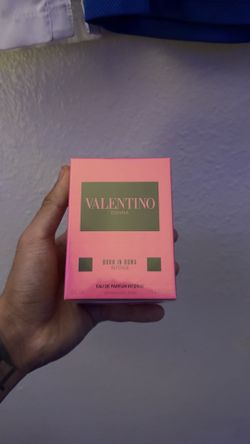 VALENTINO
DONNA
BORN IN ROMA
INTENSE
EAU DE PARFUM INTENSE